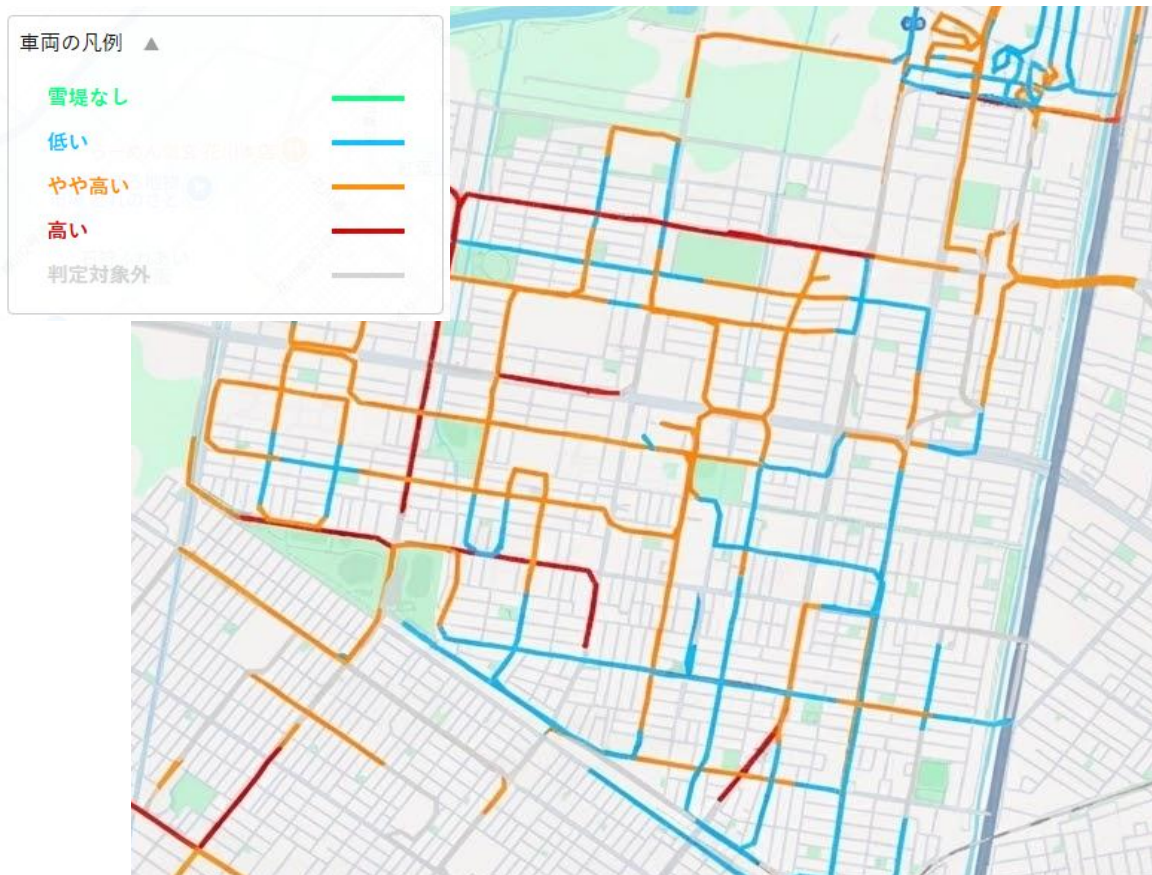 車両の凡例 ▲
雪堤なし
低い
やや高い
高い
判定対象外